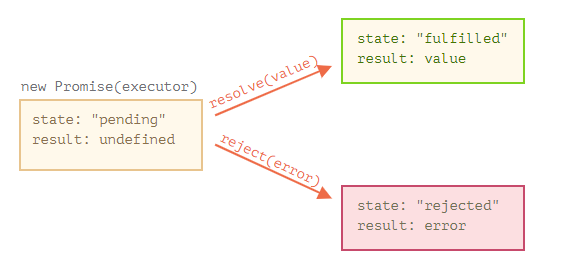 new Promise(executor)
state: "pending"
result: undefined
resolve(value)
reject(error)
state: "fulfilled"
result: value
state: "rejected"
result: error